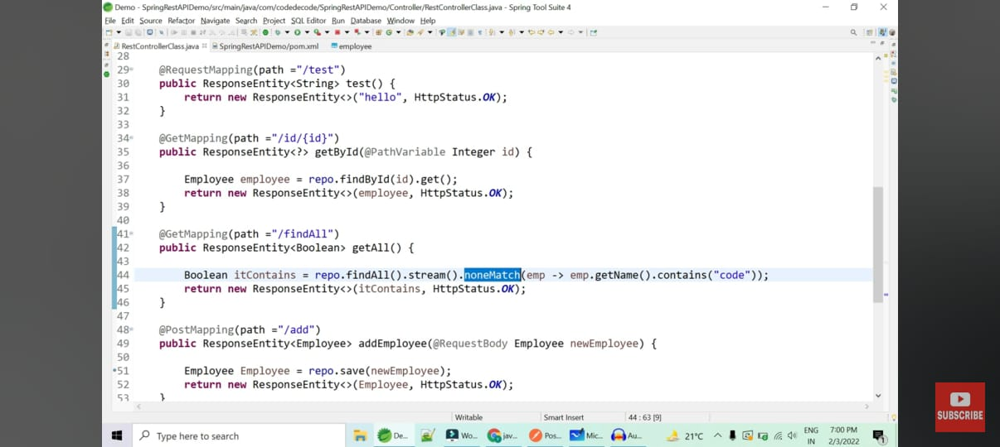 Demo - SpringRestAPIDemo/src/main/java/com/codedecode/SpringRestAPIDemo/Controller/RestControllerClass.java - Spring Tool Suite 4
File Edit Source Refactor Navigate Search Project SQL Editor Run Database Window Help
RestControllerClass.java SpringRestAPIDemo/pom.xml employee
28
29 @RequestMapping(path ="/test")
30 public ResponseEntity<String> test() {
31 return new ResponseEntity<>("hello", HttpStatus.OK);
32 }
33
34 @GetMapping(path ="/id/{id}")
35 public ResponseEntity<?> getById(@PathVariable Integer id) {
36
37 Employee employee = repo.findById(id).get();
38 return new ResponseEntity<>(employee, HttpStatus.OK);
39 }
40
41 @GetMapping(path ="/findAll")
42 public ResponseEntity<Boolean> getAll() {
43
44 Boolean itContains = repo.findAll().stream().noneMatch(emp -> emp.getName().contains("code"));
45 return new ResponseEntity<>(itContains, HttpStatus.OK);
46 }
47
48 @PostMapping(path ="/add")
49 public ResponseEntity<Employee> addEmployee(@RequestBody Employee newEmployee) {
50
51 Employee Employee = repo.save(newEmployee);
52 return new ResponseEntity<>(Employee, HttpStatus.OK);
53 }
Writable Smart Insert 44 : 63 [9]
SUBSCRIBE
Type here to search De... Wo... jav... Pos... Mic... Au... 21°C ENG IN 7:00 PM 2/3/2022 1